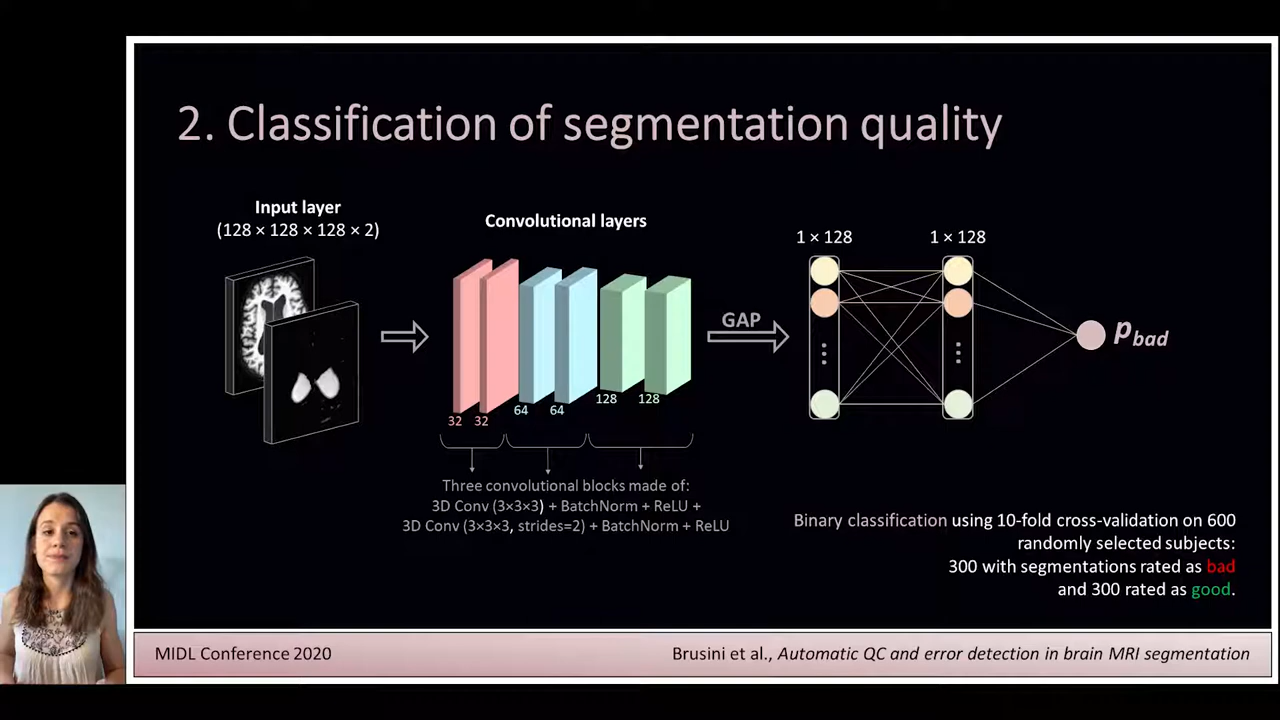 2. Classification of segmentation quality
Input layer
(128 × 128 × 128 × 2)
Convolutional layers
1 × 128
1 × 128
GAP
p_bad
32
32
64
64
128
128
Three convolutional blocks made of:
3D Conv (3×3×3) + BatchNorm + ReLU +
3D Conv (3×3×3, strides=2) + BatchNorm + ReLU
Binary classification using 10-fold cross-validation on 600
randomly selected subjects:
300 with segmentations rated as bad
and 300 rated as good.
MIDL Conference 2020
Brusini et al., Automatic QC and error detection in brain MRI segmentation